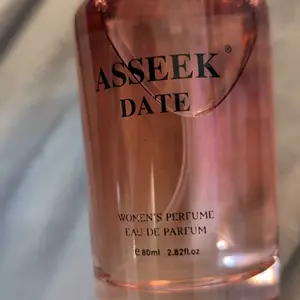 ASSEEK®
DATE
WOMEN'S PERFUME
EAU DE PARFUM
℮80ml 2.82fl.oz